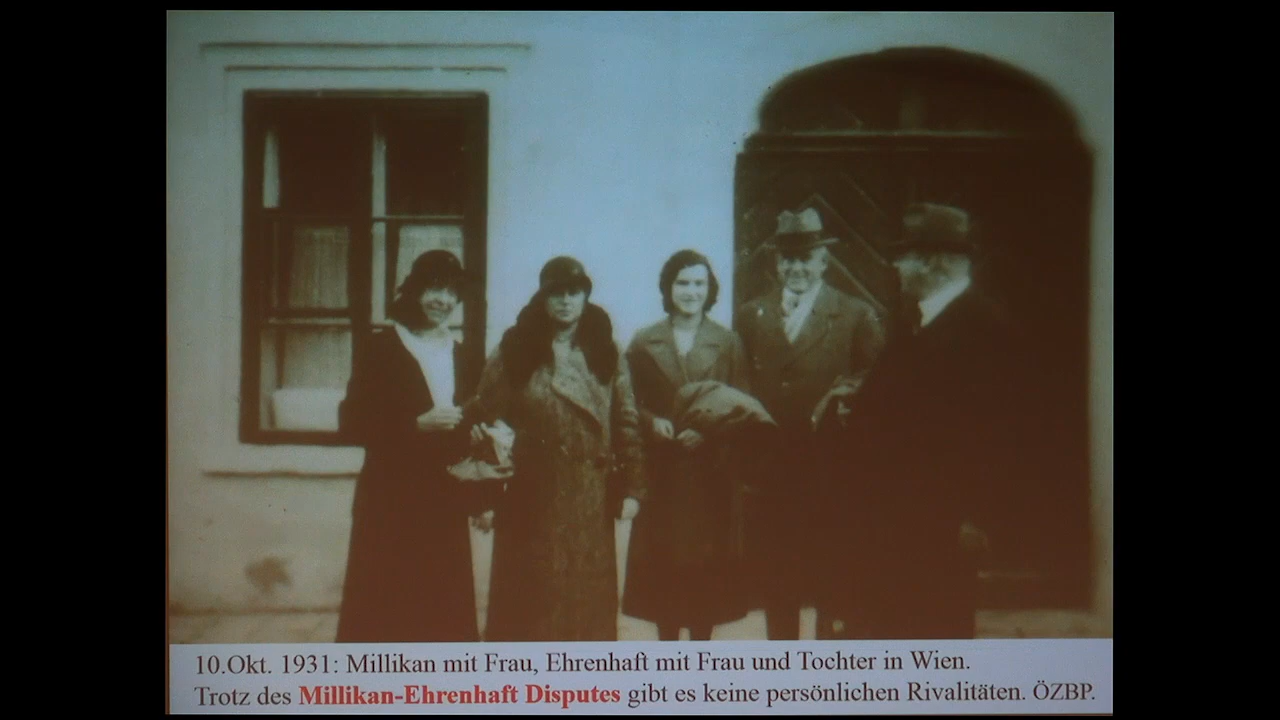 10.Okt. 1931: Millikan mit Frau, Ehrenhaft mit Frau und Tochter in Wien.
Trotz des Millikan-Ehrenhaft Disputes gibt es keine persönlichen Rivalitäten. ÖZBP.